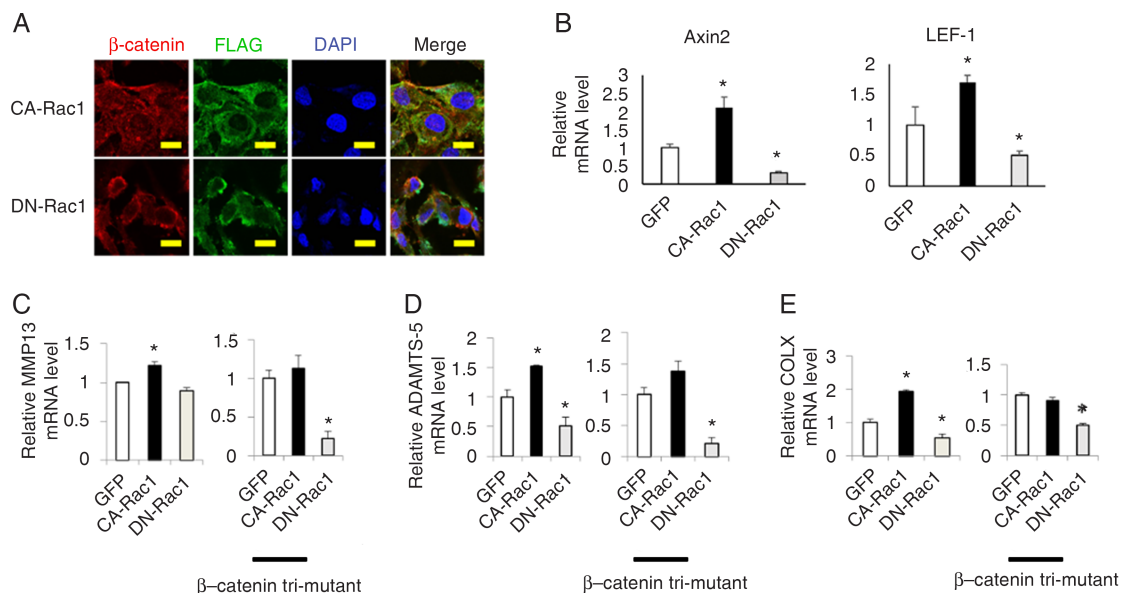 A
β-catenin FLAG DAPI Merge
CA-Rac1
DN-Rac1
B
Axin2
Relative
mRNA level
3
2.5
2
1.5
1
0.5
0
*
*
GFP CA-Rac1 DN-Rac1
LEF-1
2
1.5
1
0.5
0
*
*
GFP CA-Rac1 DN-Rac1
C
Relative MMP13
mRNA level
1.5
1
0.5
0
*
GFP CA-Rac1 DN-Rac1
1.5
1
0.5
0
*
GFP CA-Rac1 DN-Rac1
β–catenin tri-mutant
D
Relative ADAMTS-5
mRNA level
2
1.5
1
0.5
0
*
*
GFP CA-Rac1 DN-Rac1
2
1.5
1
0.5
0
*
GFP CA-Rac1 DN-Rac1
β–catenin tri-mutant
E
Relative COLX
mRNA level
3
2
1
0
*
*
GFP CA-Rac1 DN-Rac1
1.5
1
0.5
0
*
GFP CA-Rac1 DN-Rac1
β–catenin tri-mutant